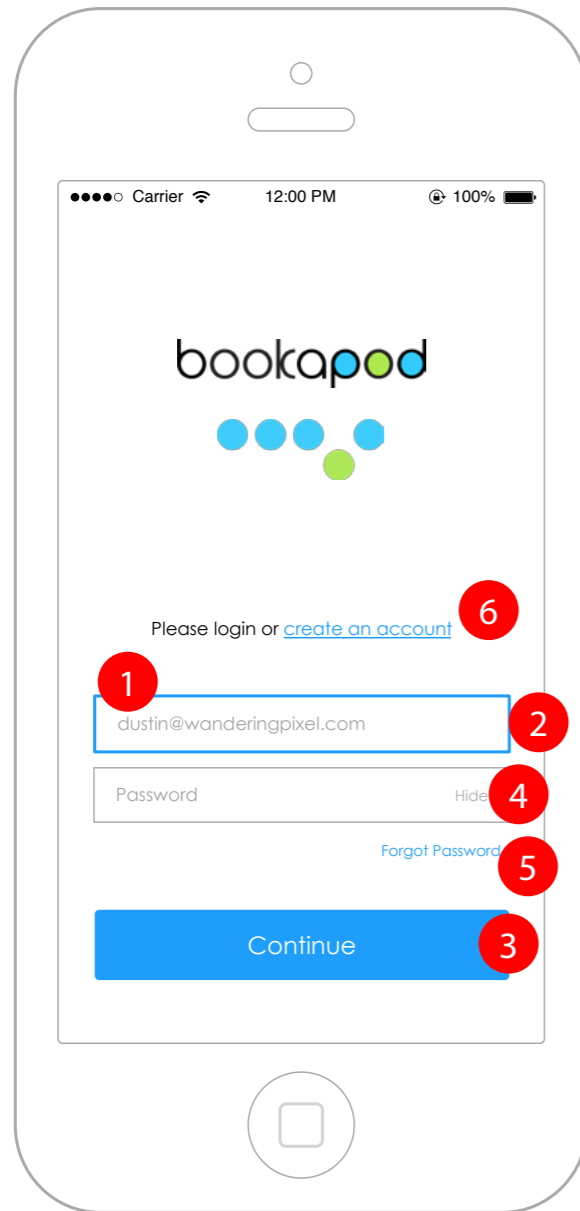 Carrier 12:00 PM 100%
bookapod
6
Please login or create an account
1
dustin@wanderingpixel.com 2
Password Hide 4
Forgot Password
5
Continue 3